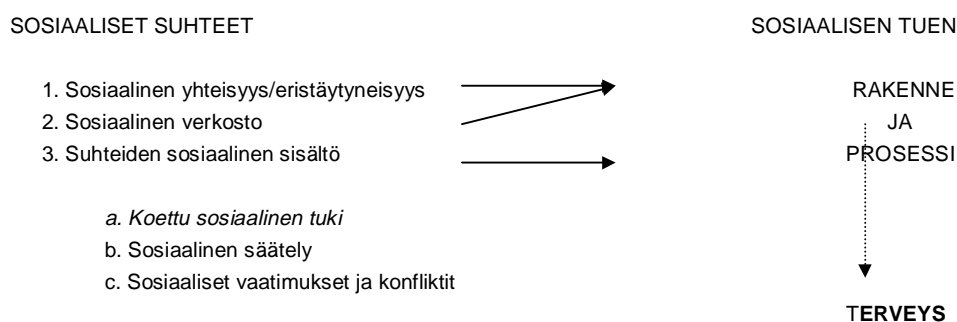 SOSIAALISET SUHTEET
SOSIAALISEN TUEN
1. Sosiaalinen yhteisyys/eristäytyneisyys
RAKENNE
2. Sosiaalinen verkosto
JA
3. Suhteiden sosiaalinen sisältö
PROSESSI
a. Koettu sosiaalinen tuki
b. Sosiaalinen säätely
c. Sosiaaliset vaatimukset ja konfliktit
TERVEYS